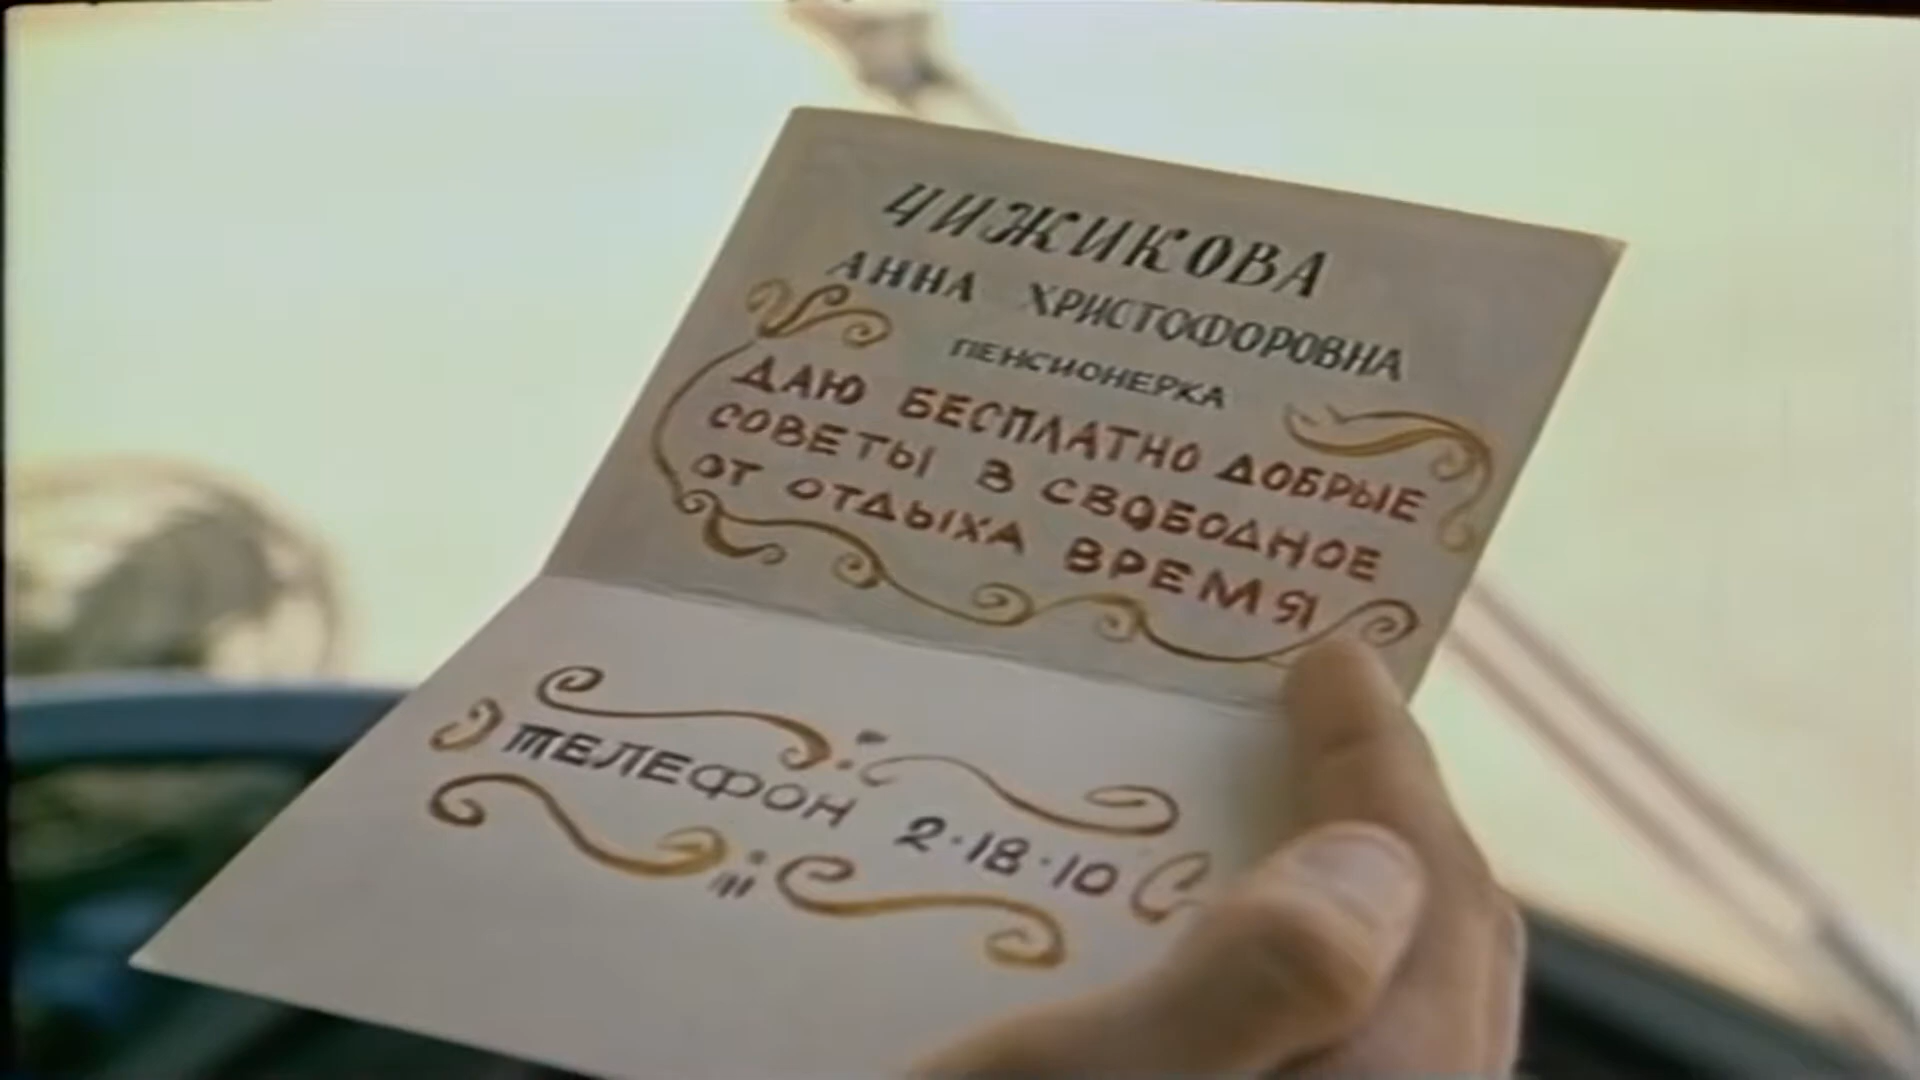 ЧИЖИКОВА
АННА ХРИСТОФОРОВНА
ПЕНСИОНЕРКА
ДАЮ БЕСПЛАТНО ДОБРЫЕ
СОВЕТЫ В СВОБОДНОЕ
ОТ ОТДЫХА ВРЕМЯ
ТЕЛЕФОН 2·18·10